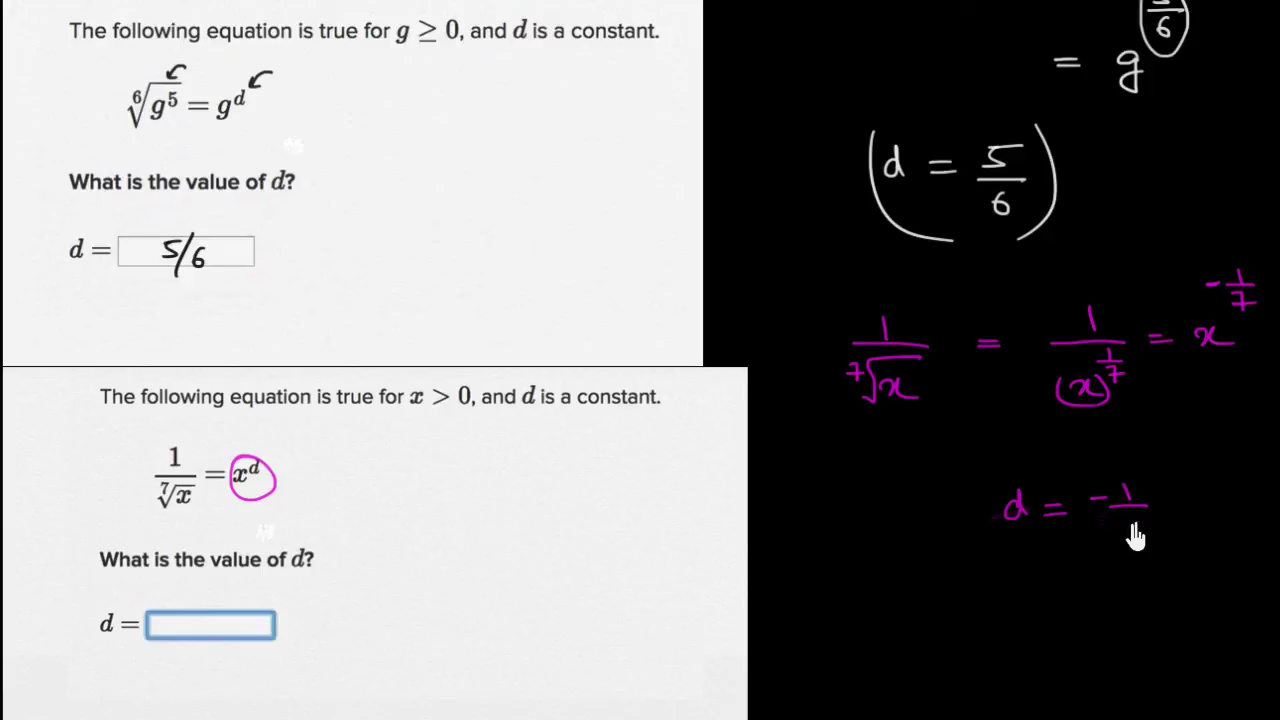 The following equation is true for g ≥ 0, and d is a constant.
⁶√g⁵ = g^d
What is the value of d?
d = 5/6
The following equation is true for x > 0, and d is a constant.
1/⁷√x = x^d
What is the value of d?
d =
= g^(5/6)
(d = 5/6)
1/⁷√x = 1/(x)^(1/7) = x^(-1/7)
d = -1/